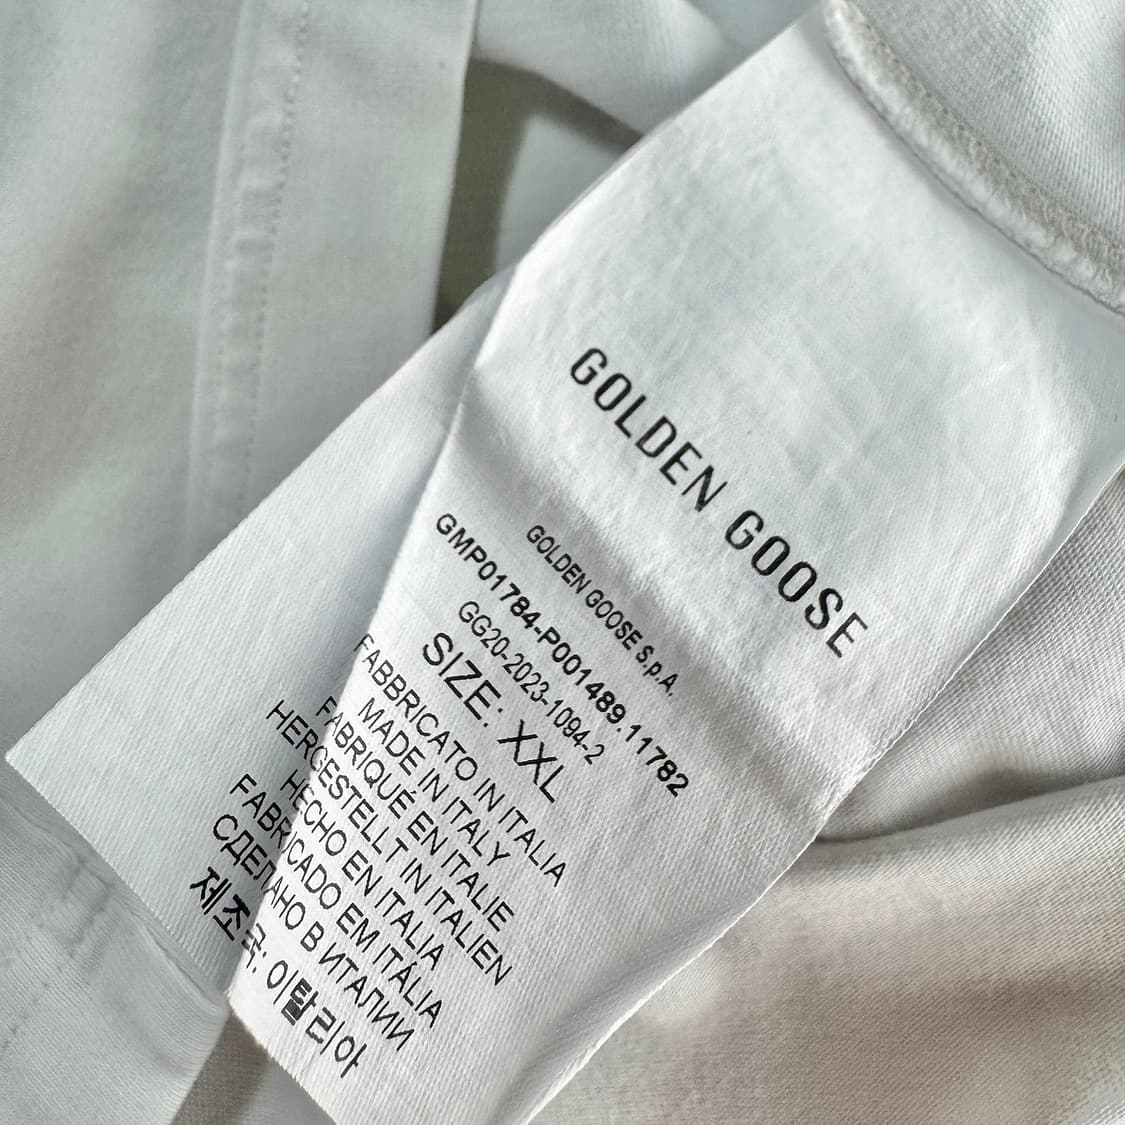 GOLDEN GOOSE
GOLDEN GOOSE S.p.A.
GMP01784-P001489.11782
GG20-2023-1094-2
SIZE: XXL
FABBRICATO IN ITALIA
MADE IN ITALY
FABRIQUÉ EN ITALIE
HERGESTELLT IN ITALIEN
HECHO EN ITALIA
FABRICADO EM ITÁLIA
СДЕЛАНО В ИТАЛИИ
제조국: 이탈리아